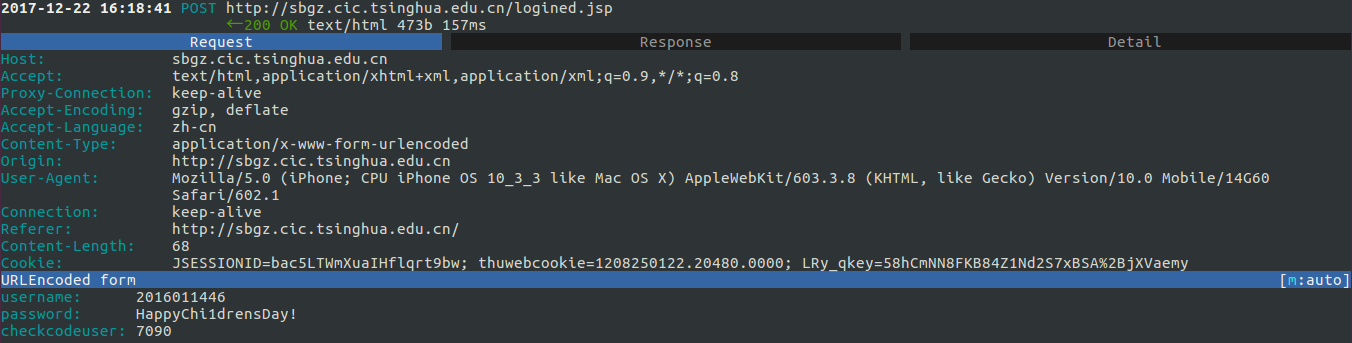 2017-12-22 16:18:41 POST http://sbgz.cic.tsinghua.edu.cn/logined.jsp
←200 OK text/html 473b 157ms
Request Response Detail
Host: sbgz.cic.tsinghua.edu.cn
Accept: text/html,application/xhtml+xml,application/xml;q=0.9,*/*;q=0.8
Proxy-Connection: keep-alive
Accept-Encoding: gzip, deflate
Accept-Language: zh-cn
Content-Type: application/x-www-form-urlencoded
Origin: http://sbgz.cic.tsinghua.edu.cn
User-Agent: Mozilla/5.0 (iPhone; CPU iPhone OS 10_3_3 like Mac OS X) AppleWebKit/603.3.8 (KHTML, like Gecko) Version/10.0 Mobile/14G60
Safari/602.1
Connection: keep-alive
Referer: http://sbgz.cic.tsinghua.edu.cn/
Content-Length: 68
Cookie: JSESSIONID=bac5LTWmXuaIHflqrt9bw; thuwebcookie=1208250122.20480.0000; LRy_qkey=58hCmNN8FKB84Z1Nd2S7xBSA%2BjXVaemy
URLEncoded form [m:auto]
username: 2016011446
password: HappyChi1drensDay!
checkcodeuser: 7090